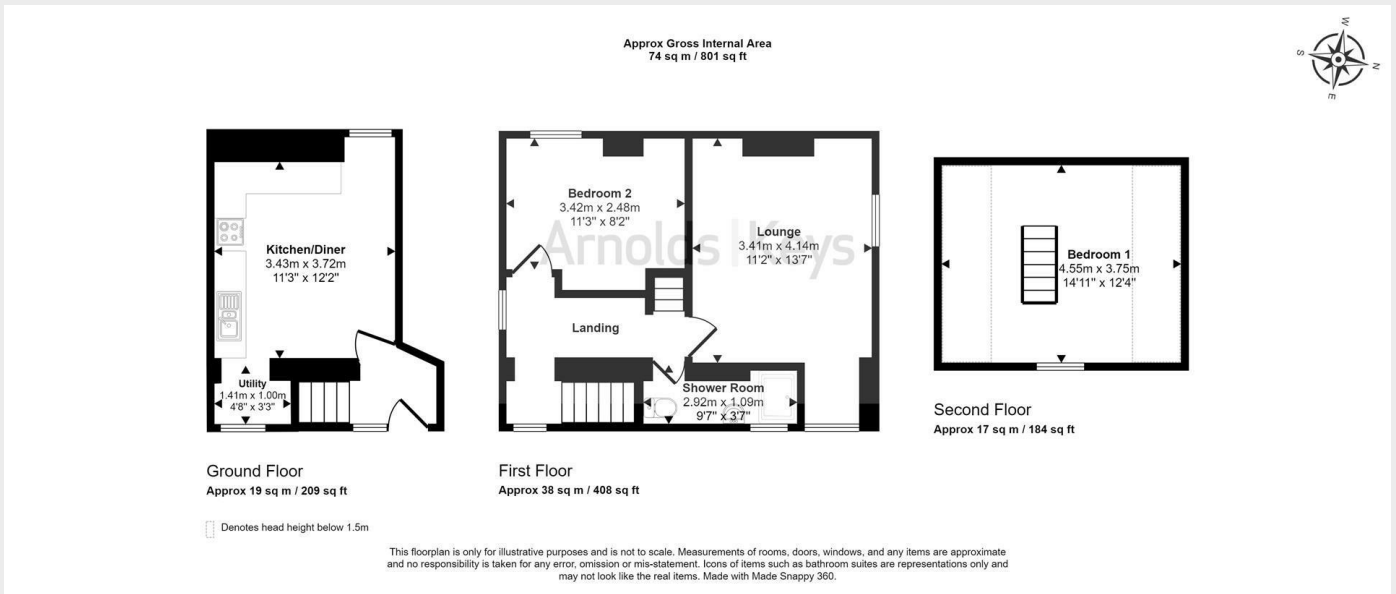 Approx Gross Internal Area
74 sq m / 801 sq ft
W
S
N
E
Kitchen/Diner
3.43m x 3.72m
11'3" x 12'2"
Utility
1.41m x 1.00m
4'8" x 3'3"
Ground Floor
Approx 19 sq m / 209 sq ft
Denotes head height below 1.5m
Bedroom 2
3.42m x 2.48m
11'3" x 8'2"
Lounge
3.41m x 4.14m
11'2" x 13'7"
Arnolds | Keys
Landing
Shower Room
2.92m x 1.09m
9'7" x 3'7"
First Floor
Approx 38 sq m / 408 sq ft
Bedroom 1
4.55m x 3.75m
14'11" x 12'4"
Second Floor
Approx 17 sq m / 184 sq ft
This floorplan is only for illustrative purposes and is not to scale. Measurements of rooms, doors, windows, and any items are approximate
and no responsibility is taken for any error, omission or mis-statement. Icons of items such as bathroom suites are representations only and
may not look like the real items. Made with Made Snappy 360.